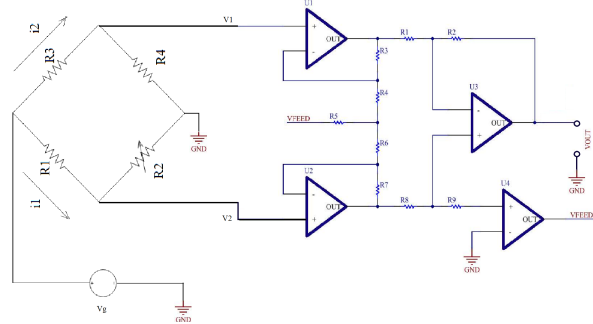 U1
i2
V1
+
-
OUT
R1
R2
R3
R3
R4
R4
U3
-
+
OUT
VFEED
R5
VOUT
GND
R6
GND
R1
R2
U2
-
+
OUT
R7
U4
R8
R9
+
-
OUT
VFEED
i1
V2
GND
+
-
Vg
GND